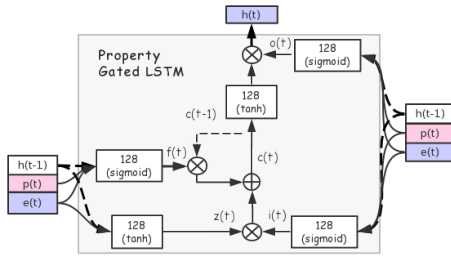 h(t)
Property
Gated LSTM
o(t)
128
(sigmoid)
128
(tanh)
c(t-1)
h(t-1)
p(t)
e(t)
h(t-1)
p(t)
e(t)
128
(sigmoid)
f(t)
c(t)
128
(tanh)
z(t)
i(t)
128
(sigmoid)